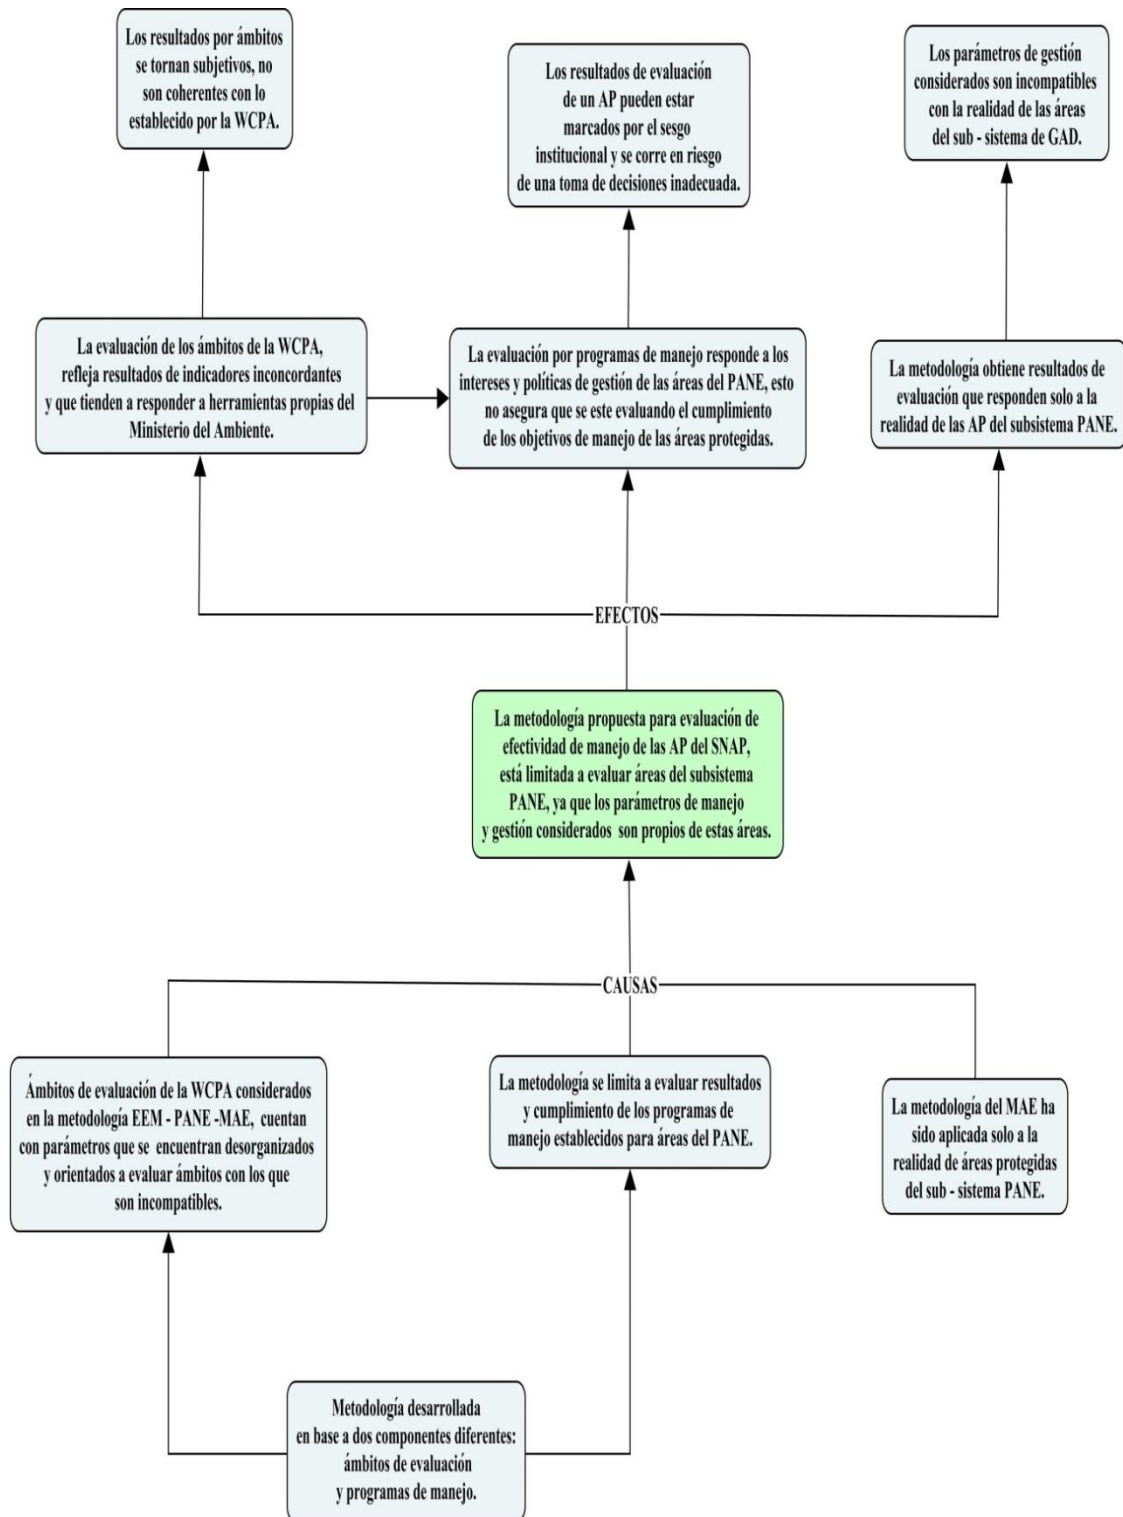 Los resultados por ámbitos
se tornan subjetivos, no
son coherentes con lo
establecido por la WCPA.
Los resultados de evaluación
de un AP pueden estar
marcados por el sesgo
institucional y se corre en riesgo
de una toma de decisiones inadecuada.
Los parámetros de gestión
considerados son incompatibles
con la realidad de las áreas
del sub - sistema de GAD.
La evaluación de los ámbitos de la WCPA,
refleja resultados de indicadores inconcordantes
y que tienden a responder a herramientas propias del
Ministerio del Ambiente.
La evaluación por programas de manejo responde a los
intereses y políticas de gestión de las áreas del PANE, esto
no asegura que se este evaluando el cumplimiento
de los objetivos de manejo de las áreas protegidas.
La metodología obtiene resultados de
evaluación que responden solo a la
realidad de las AP del subsistema PANE.
EFECTOS
La metodología propuesta para evaluación de
efectividad de manejo de las AP del SNAP,
está limitada a evaluar áreas del subsistema
PANE, ya que los parámetros de manejo
y gestión considerados son propios de estas áreas.
CAUSAS
Ámbitos de evaluación de la WCPA considerados
en la metodología EEM - PANE -MAE, cuentan
con parámetros que se encuentran desorganizados
y orientados a evaluar ámbitos con los que
son incompatibles.
La metodología se limita a evaluar resultados
y cumplimiento de los programas de
manejo establecidos para áreas del PANE.
La metodología del MAE ha
sido aplicada solo a la
realidad de áreas protegidas
del sub - sistema PANE.
Metodología desarrollada
en base a dos componentes diferentes:
ámbitos de evaluación
y programas de manejo.